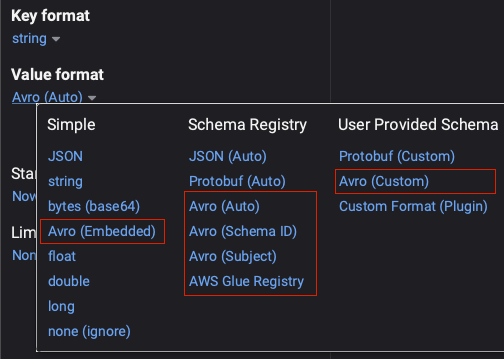 Key format
string
Value format
Avro (Auto)
Simple
JSON
string
bytes (base64)
Avro (Embedded)
float
double
long
none (ignore)
Schema Registry
JSON (Auto)
Protobuf (Auto)
Avro (Auto)
Avro (Schema ID)
Avro (Subject)
AWS Glue Registry
User Provided Schema
Protobuf (Custom)
Avro (Custom)
Custom Format (Plugin)
Star
Now
Lim
Non